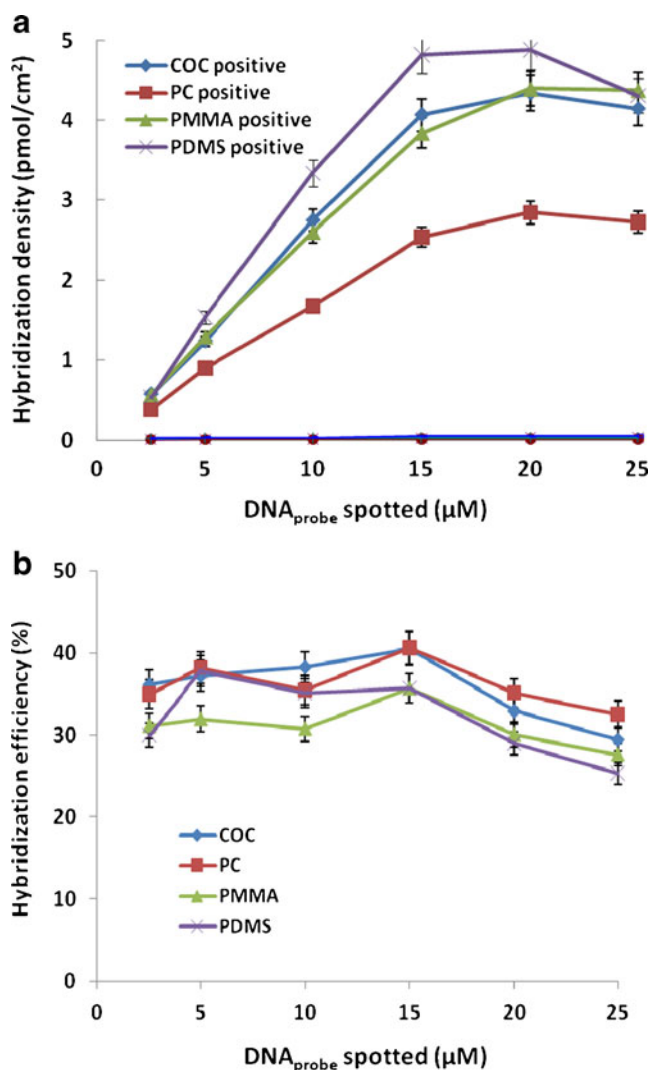 a
Hybridization density (pmol/cm²)
5
4
3
2
1
0
COC positive
PC positive
PMMA positive
PDMS positive
0 5 10 15 20 25
DNAprobe spotted (µM)
b
Hybridization efficiency (%)
50
40
30
20
10
0
COC
PC
PMMA
PDMS
0 5 10 15 20 25
DNAprobe spotted (µM)